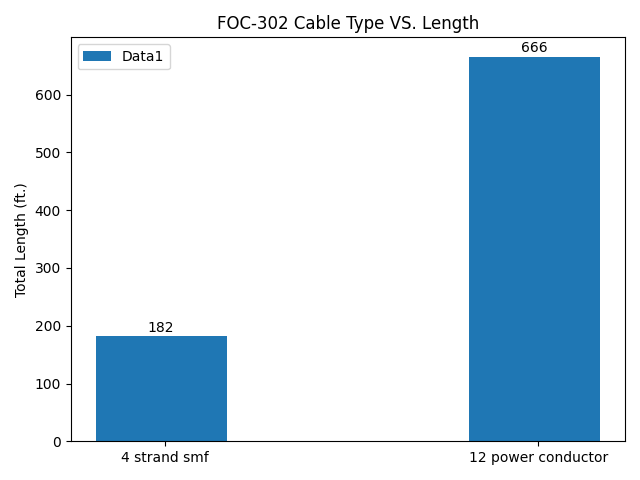 FOC-302 Cable Type VS. Length
Data1
666
600
500
400
300
200
100
0
Total Length (ft.)
182
4 strand smf
12 power conductor